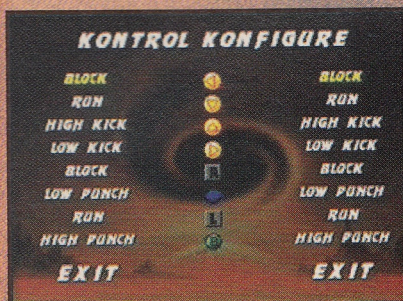 KONTROL KONFIGURE
BLOCK BLOCK
RUN RUN
HIGH KICK HIGH KICK
LOW KICK LOW KICK
BLOCK R BLOCK
LOW PUNCH LOW PUNCH
RUN L RUN
HIGH PUNCH B HIGH PUNCH
EXIT EXIT